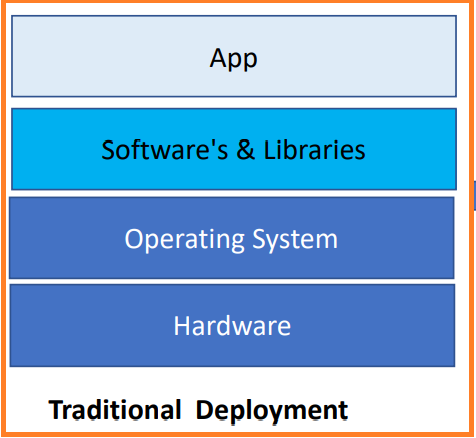 App
Software's & Libraries
Operating System
Hardware
Traditional Deployment